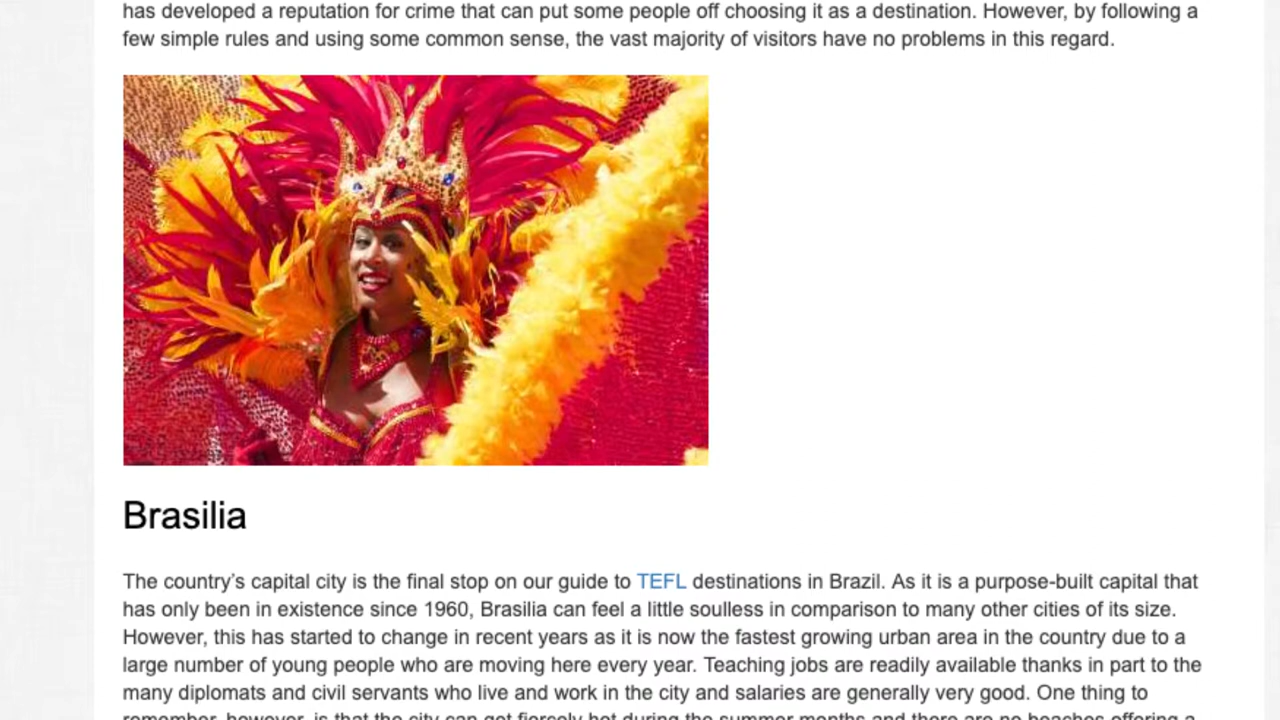 has developed a reputation for crime that can put some people off choosing it as a destination. However, by following a
few simple rules and using some common sense, the vast majority of visitors have no problems in this regard.
Brasilia
The country’s capital city is the final stop on our guide to TEFL destinations in Brazil. As it is a purpose-built capital that
has only been in existence since 1960, Brasilia can feel a little soulless in comparison to many other cities of its size.
However, this has started to change in recent years as it is now the fastest growing urban area in the country due to a
large number of young people who are moving here every year. Teaching jobs are readily available thanks in part to the
many diplomats and civil servants who live and work in the city and salaries are generally very good. One thing to
remember, however, is that the city can get fiercely hot during the summer months and there are no beaches offering a